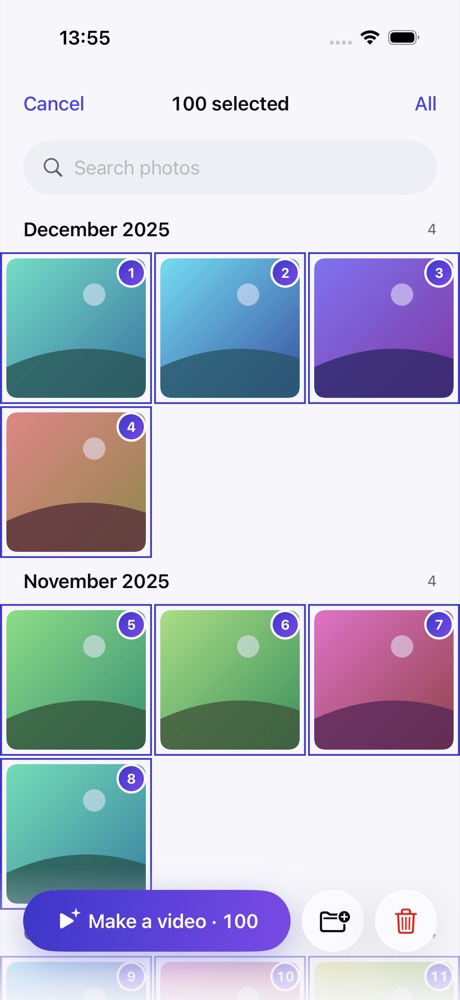 13:55
Cancel 100 selected All
Search photos
December 2025 4
1 2 3
4
November 2025 4
5 6 7
8
Make a video · 100
9 10 11